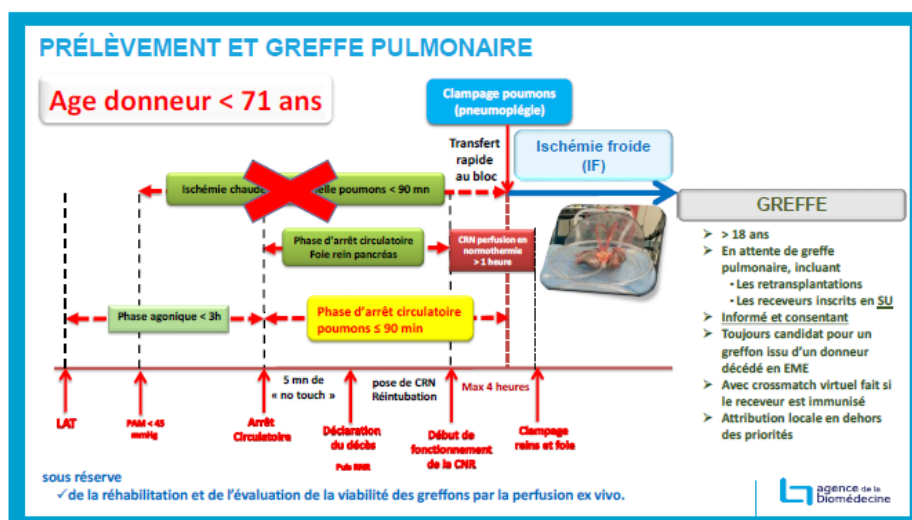 PRÉLÈVEMENT ET GREFFE PULMONAIRE
Age donneur < 71 ans
Clampage poumons
(pneumoplégie)
Transfert
rapide
au bloc
Ischémie froide
(IF)
Ischémie chaude elle poumons < 90 mn
Phase d'arrêt circulatoire
Foie rein pancréas
CRN perfusion en
normothermie
> 1 heure
Phase agonique < 3h
Phase d'arrêt circulatoire
poumons ≤ 90 min
GREFFE
➢ > 18 ans
➢ En attente de greffe
pulmonaire, incluant
• Les retransplantations
• Les receveurs inscrits en SU
➢ Informé et consentant
➢ Toujours candidat pour un
greffon issu d'un donneur
décédé en EME
➢ Avec crossmatch virtuel fait si
le receveur est immunisé
➢ Attribution locale en dehors
des priorités
5 mn de
« no touch »
pose de CRN
Réintubation
Max 4 heures
LAT
PAM < 45
mmHg
Arrêt
Circulatoire
Déclaration
du décès
Puis RNR
Début de
fonctionnement
de la CNR
Clampage
reins et foie
sous réserve
✓de la réhabilitation et de l'évaluation de la viabilité des greffons par la perfusion ex vivo.
agence de la
biomédecine